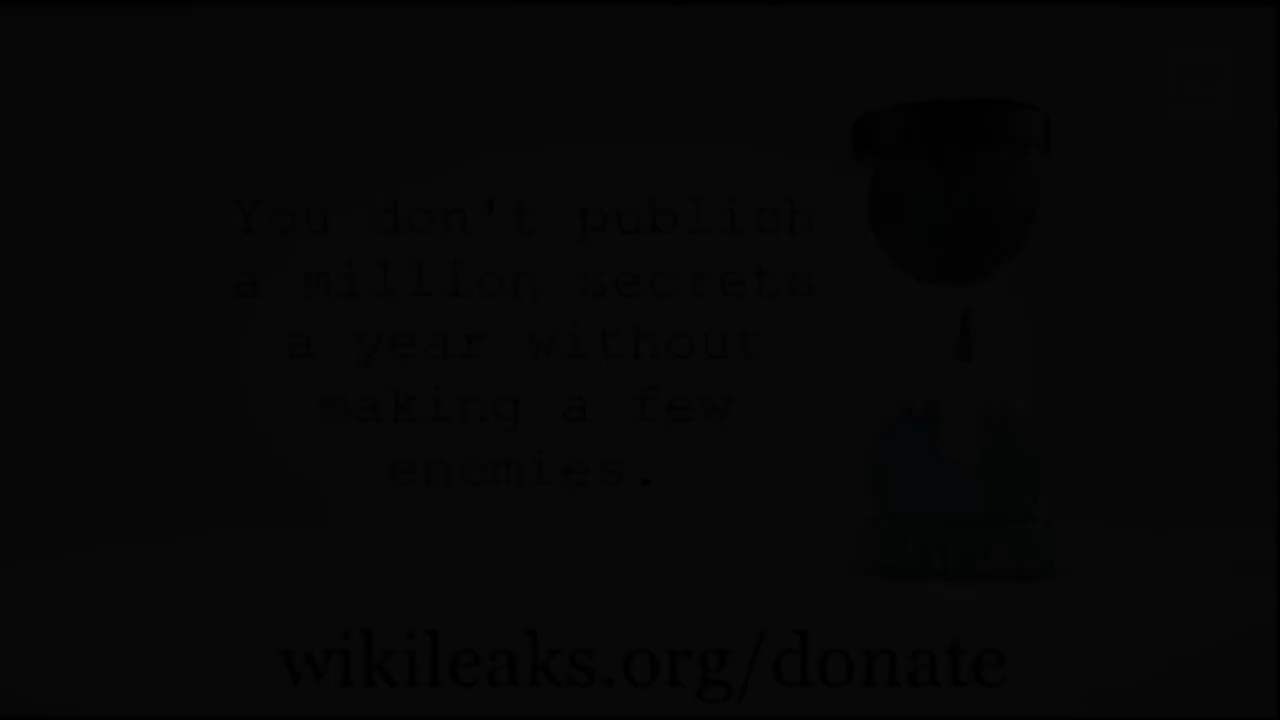 You don't publish
a million secrets
a year without
making a few
enemies.
wikileaks.org/donate